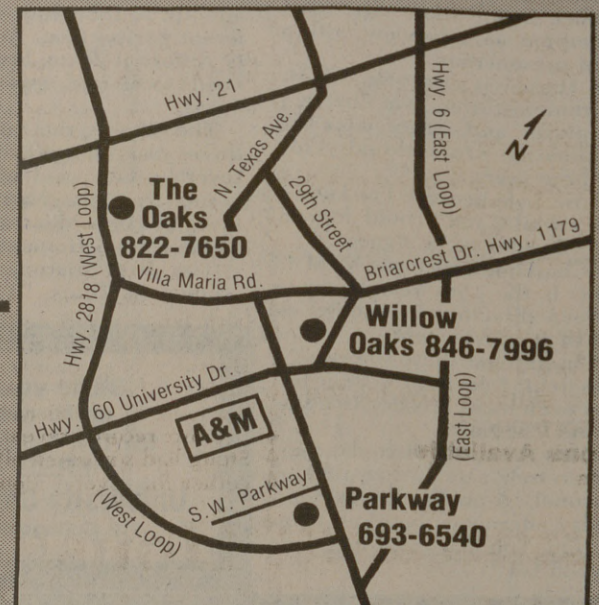 Hwy. 21
N. Texas Ave.
Hwy. 6 (East Loop)
N
The
Oaks
822-7650
29th Street
Hwy. 2818 (West Loop)
Villa Maria Rd.
Briarcrest Dr. Hwy. 1179
Willow
Oaks 846-7996
Hwy. 60 University Dr.
A&M
(East Loop)
(West Loop)
S.W. Parkway
Parkway
693-6540